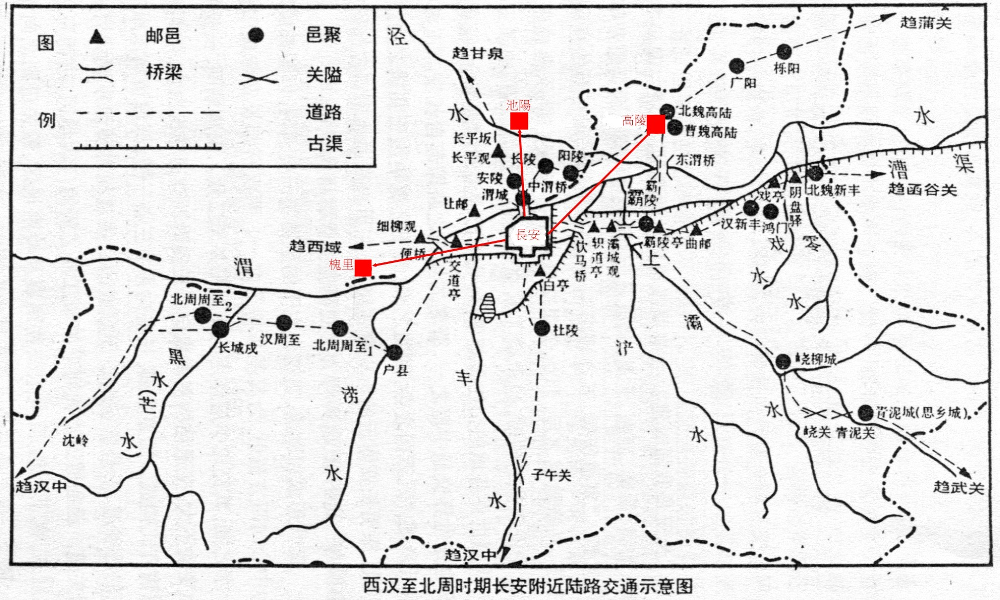 图
例
邮邑
邑聚
桥梁
关隘
道路
古渠
泾
水
趋甘泉
趋蒲关
栎阳
广阳
池陽
高陵
北魏高陆
曹魏高陆
水
长平坂
长平观
长陵
阳陵
安陵
中渭桥
渭城
东渭桥
霸
霸陵
漕
渠
趋函谷关
北魏新丰
戏亭
阴盘驿
汉新丰
鸿门
杜邮
细柳观
趋西域
便桥
長安
槐里
渭
交道亭
饮马桥
轵道亭
灞城观
霸陵亭
曲邮
上
白亭
戏
水
零
水
北周周至2
长城戍
汉周至
北周周至1
户县
杜陵
黑
水
(芒
水)
沈岭
趋汉中
涝
水
丰
水
浐
水
灞
水
峣柳城
青泥城(思乡城)
峣关
青泥关
趋武关
子午关
趋汉中
西汉至北周时期长安附近陆路交通示意图